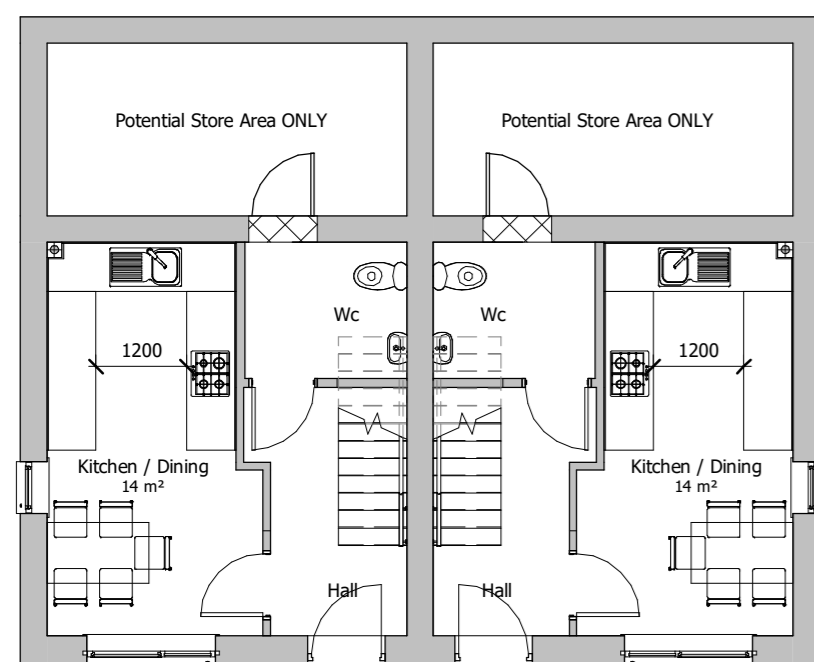 Potential Store Area ONLY
Potential Store Area ONLY
Wc
Wc
1200
1200
Kitchen / Dining
14 m²
Kitchen / Dining
14 m²
Hall
Hall